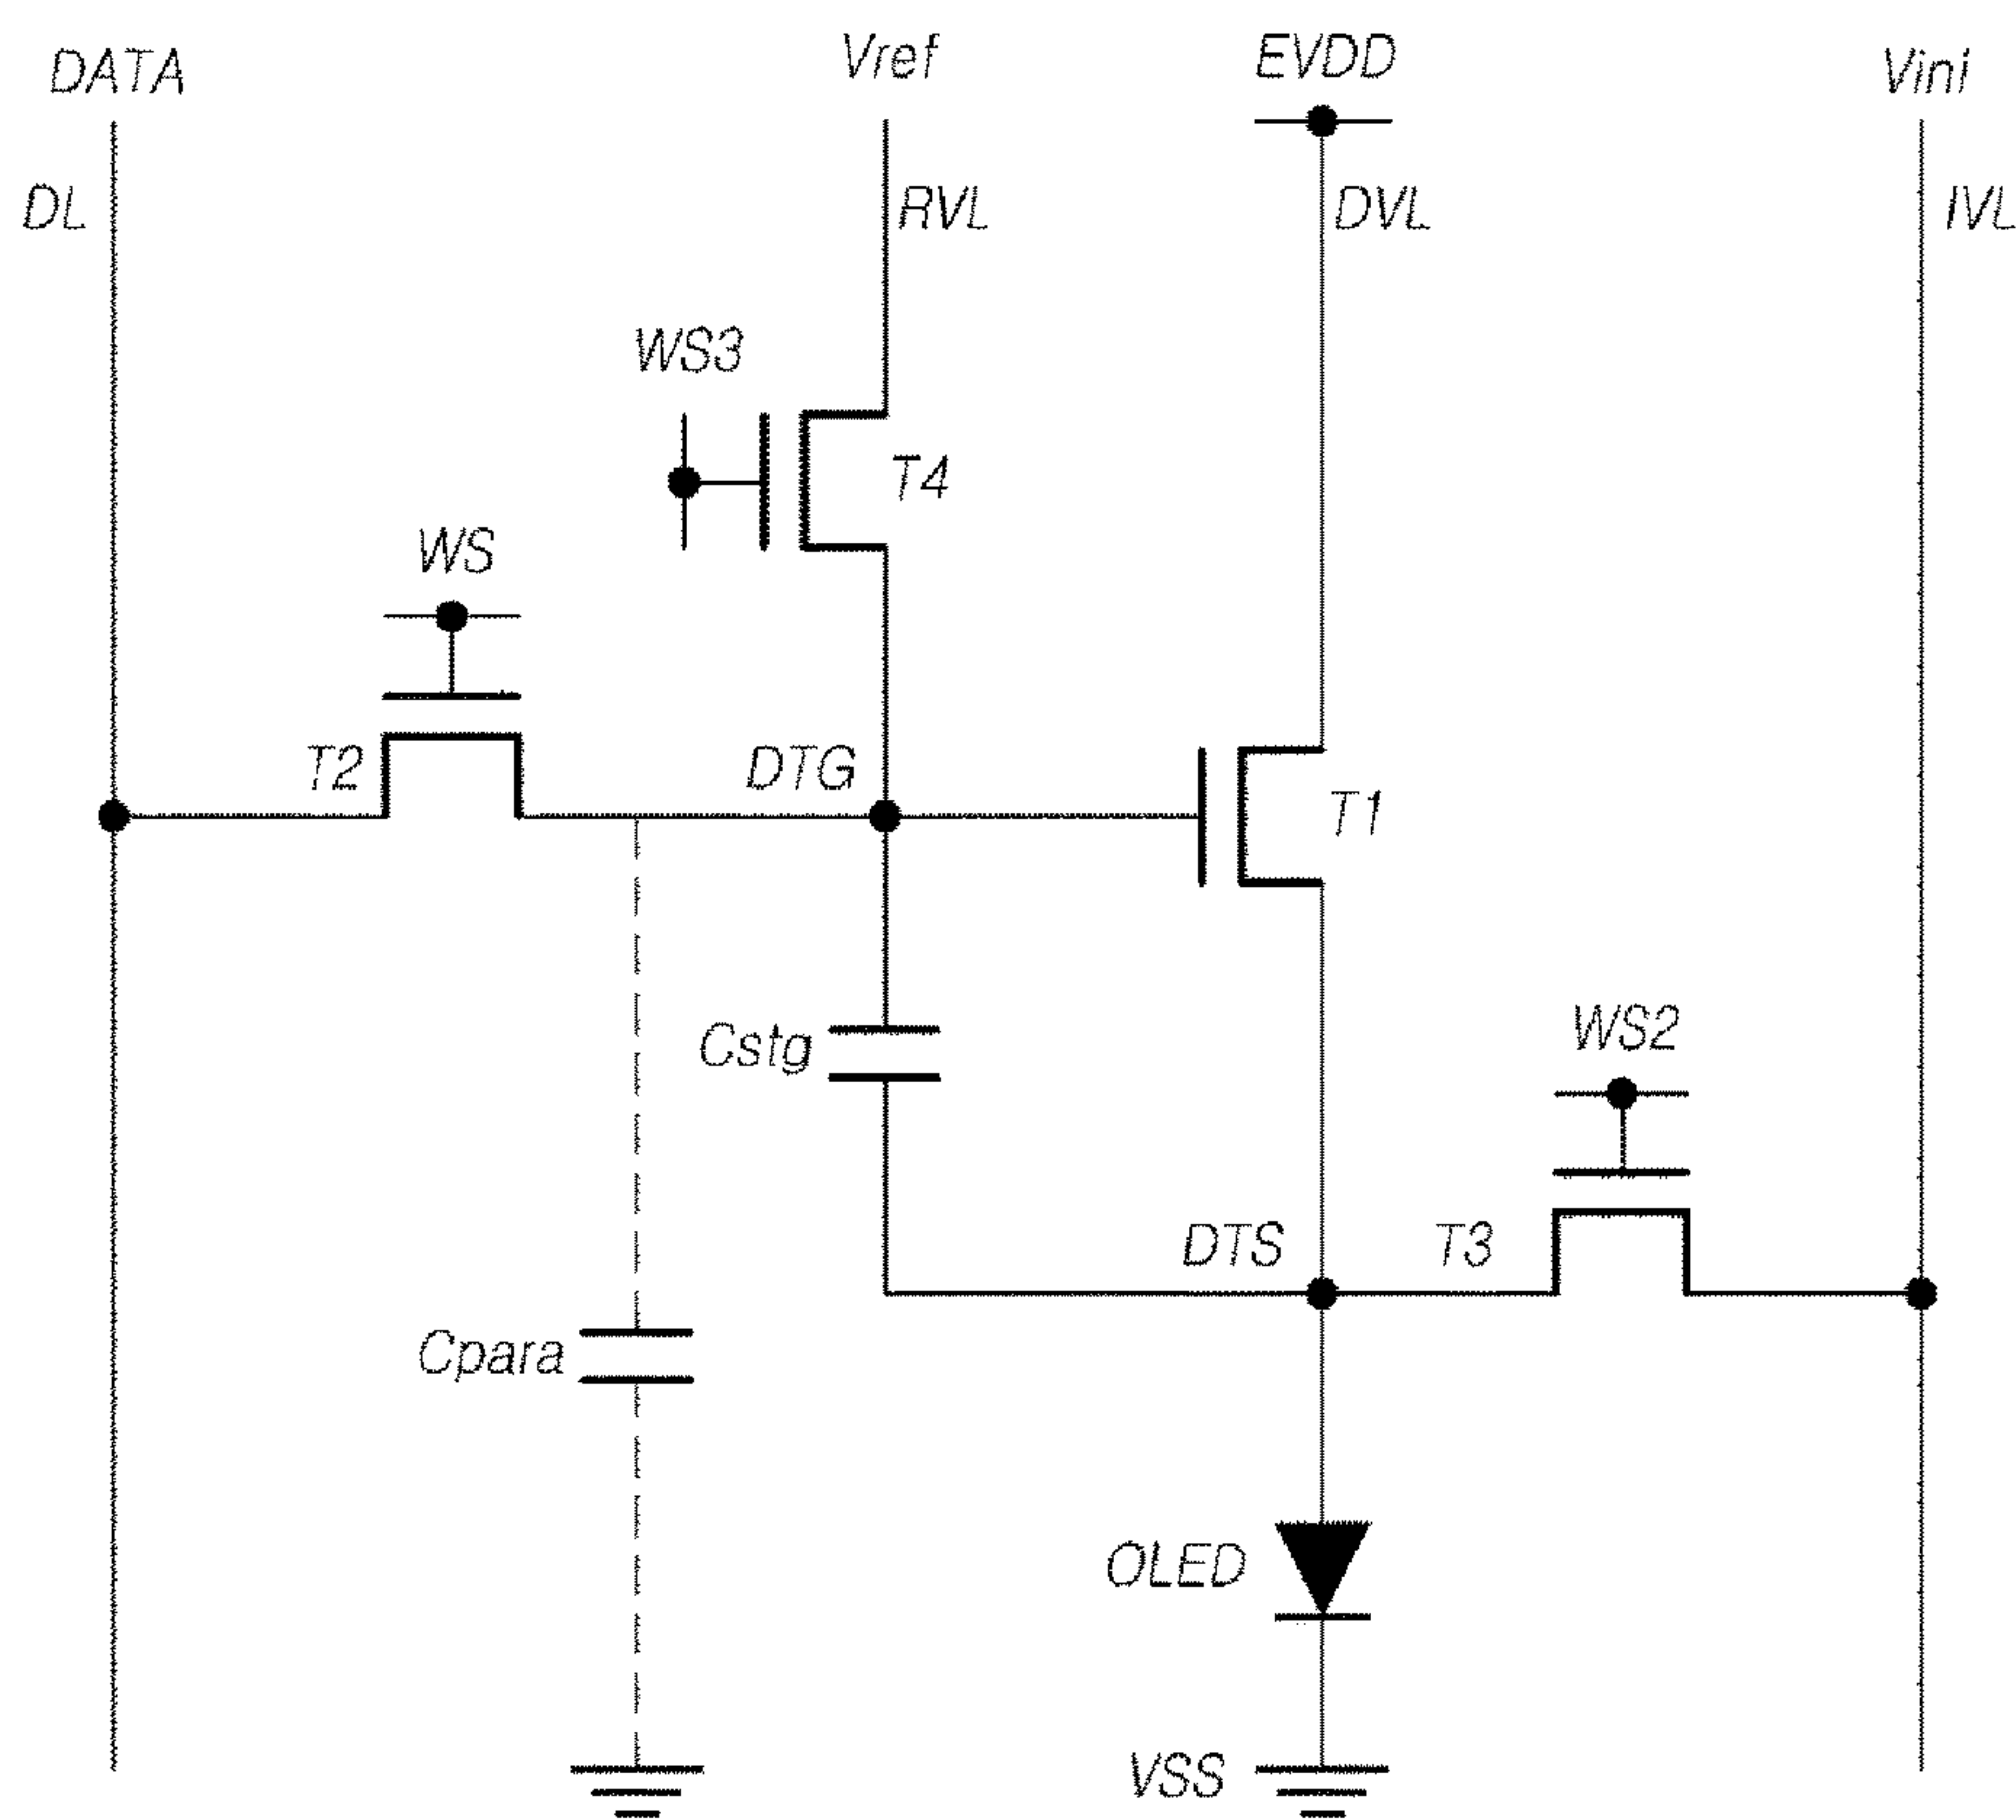 DATA
Vref
EVDD
Vini
DL
RVL
DVL
IVL
WS3
T4
WS
T2
DTG
T1
Cstg
WS2
DTS
T3
Cpara
OLED
VSS